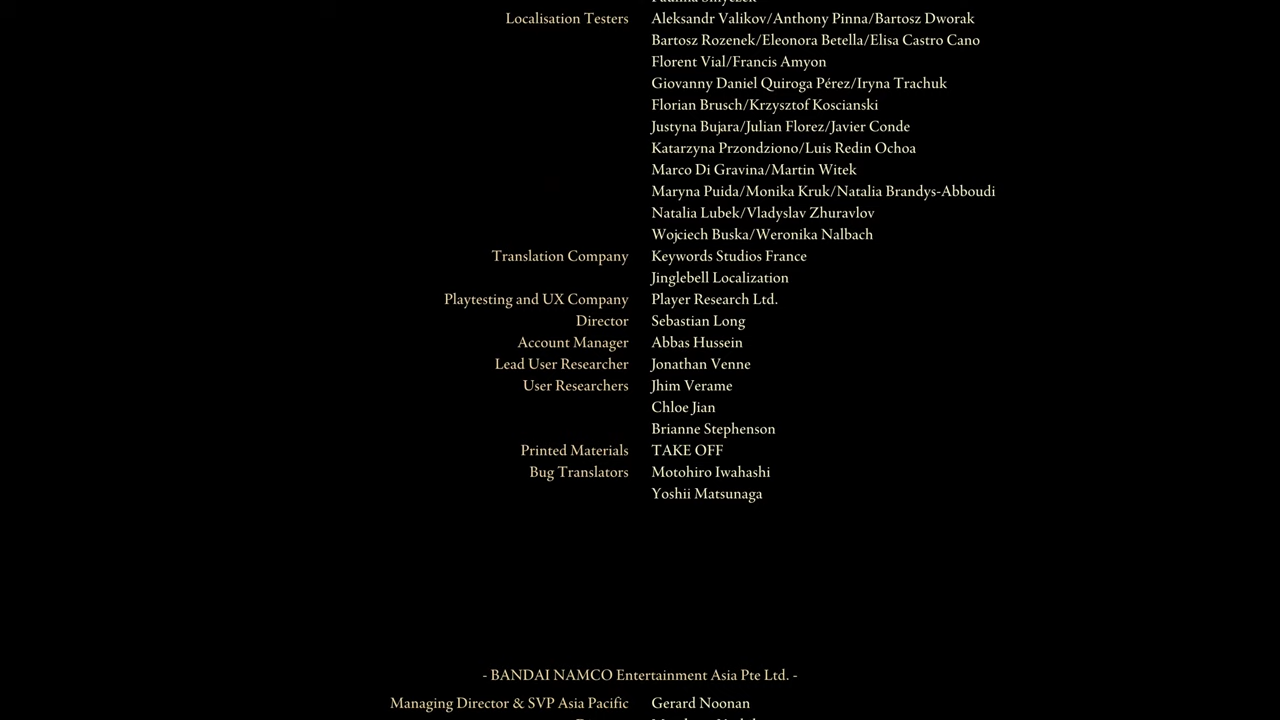 Localisation Testers Aleksandr Valikov/Anthony Pinna/Bartosz Dworak
Bartosz Rozenek/Eleonora Betella/Elisa Castro Cano
Florent Vial/Francis Amyon
Giovanny Daniel Quiroga Pérez/Iryna Trachuk
Florian Brusch/Krzysztof Koscianski
Justyna Bujara/Julian Florez/Javier Conde
Katarzyna Przondziono/Luis Redin Ochoa
Marco Di Gravina/Martin Witek
Maryna Puida/Monika Kruk/Natalia Brandys-Abboudi
Natalia Lubek/Vladyslav Zhuravlov
Wojciech Buska/Weronika Nalbach
Translation Company Keywords Studios France
Jinglebell Localization
Playtesting and UX Company Player Research Ltd.
Director Sebastian Long
Account Manager Abbas Hussein
Lead User Researcher Jonathan Venne
User Researchers Jhim Verame
Chloe Jian
Brianne Stephenson
Printed Materials TAKE OFF
Bug Translators Motohiro Iwahashi
Yoshii Matsunaga
- BANDAI NAMCO Entertainment Asia Pte Ltd. -
Managing Director & SVP Asia Pacific Gerard Noonan